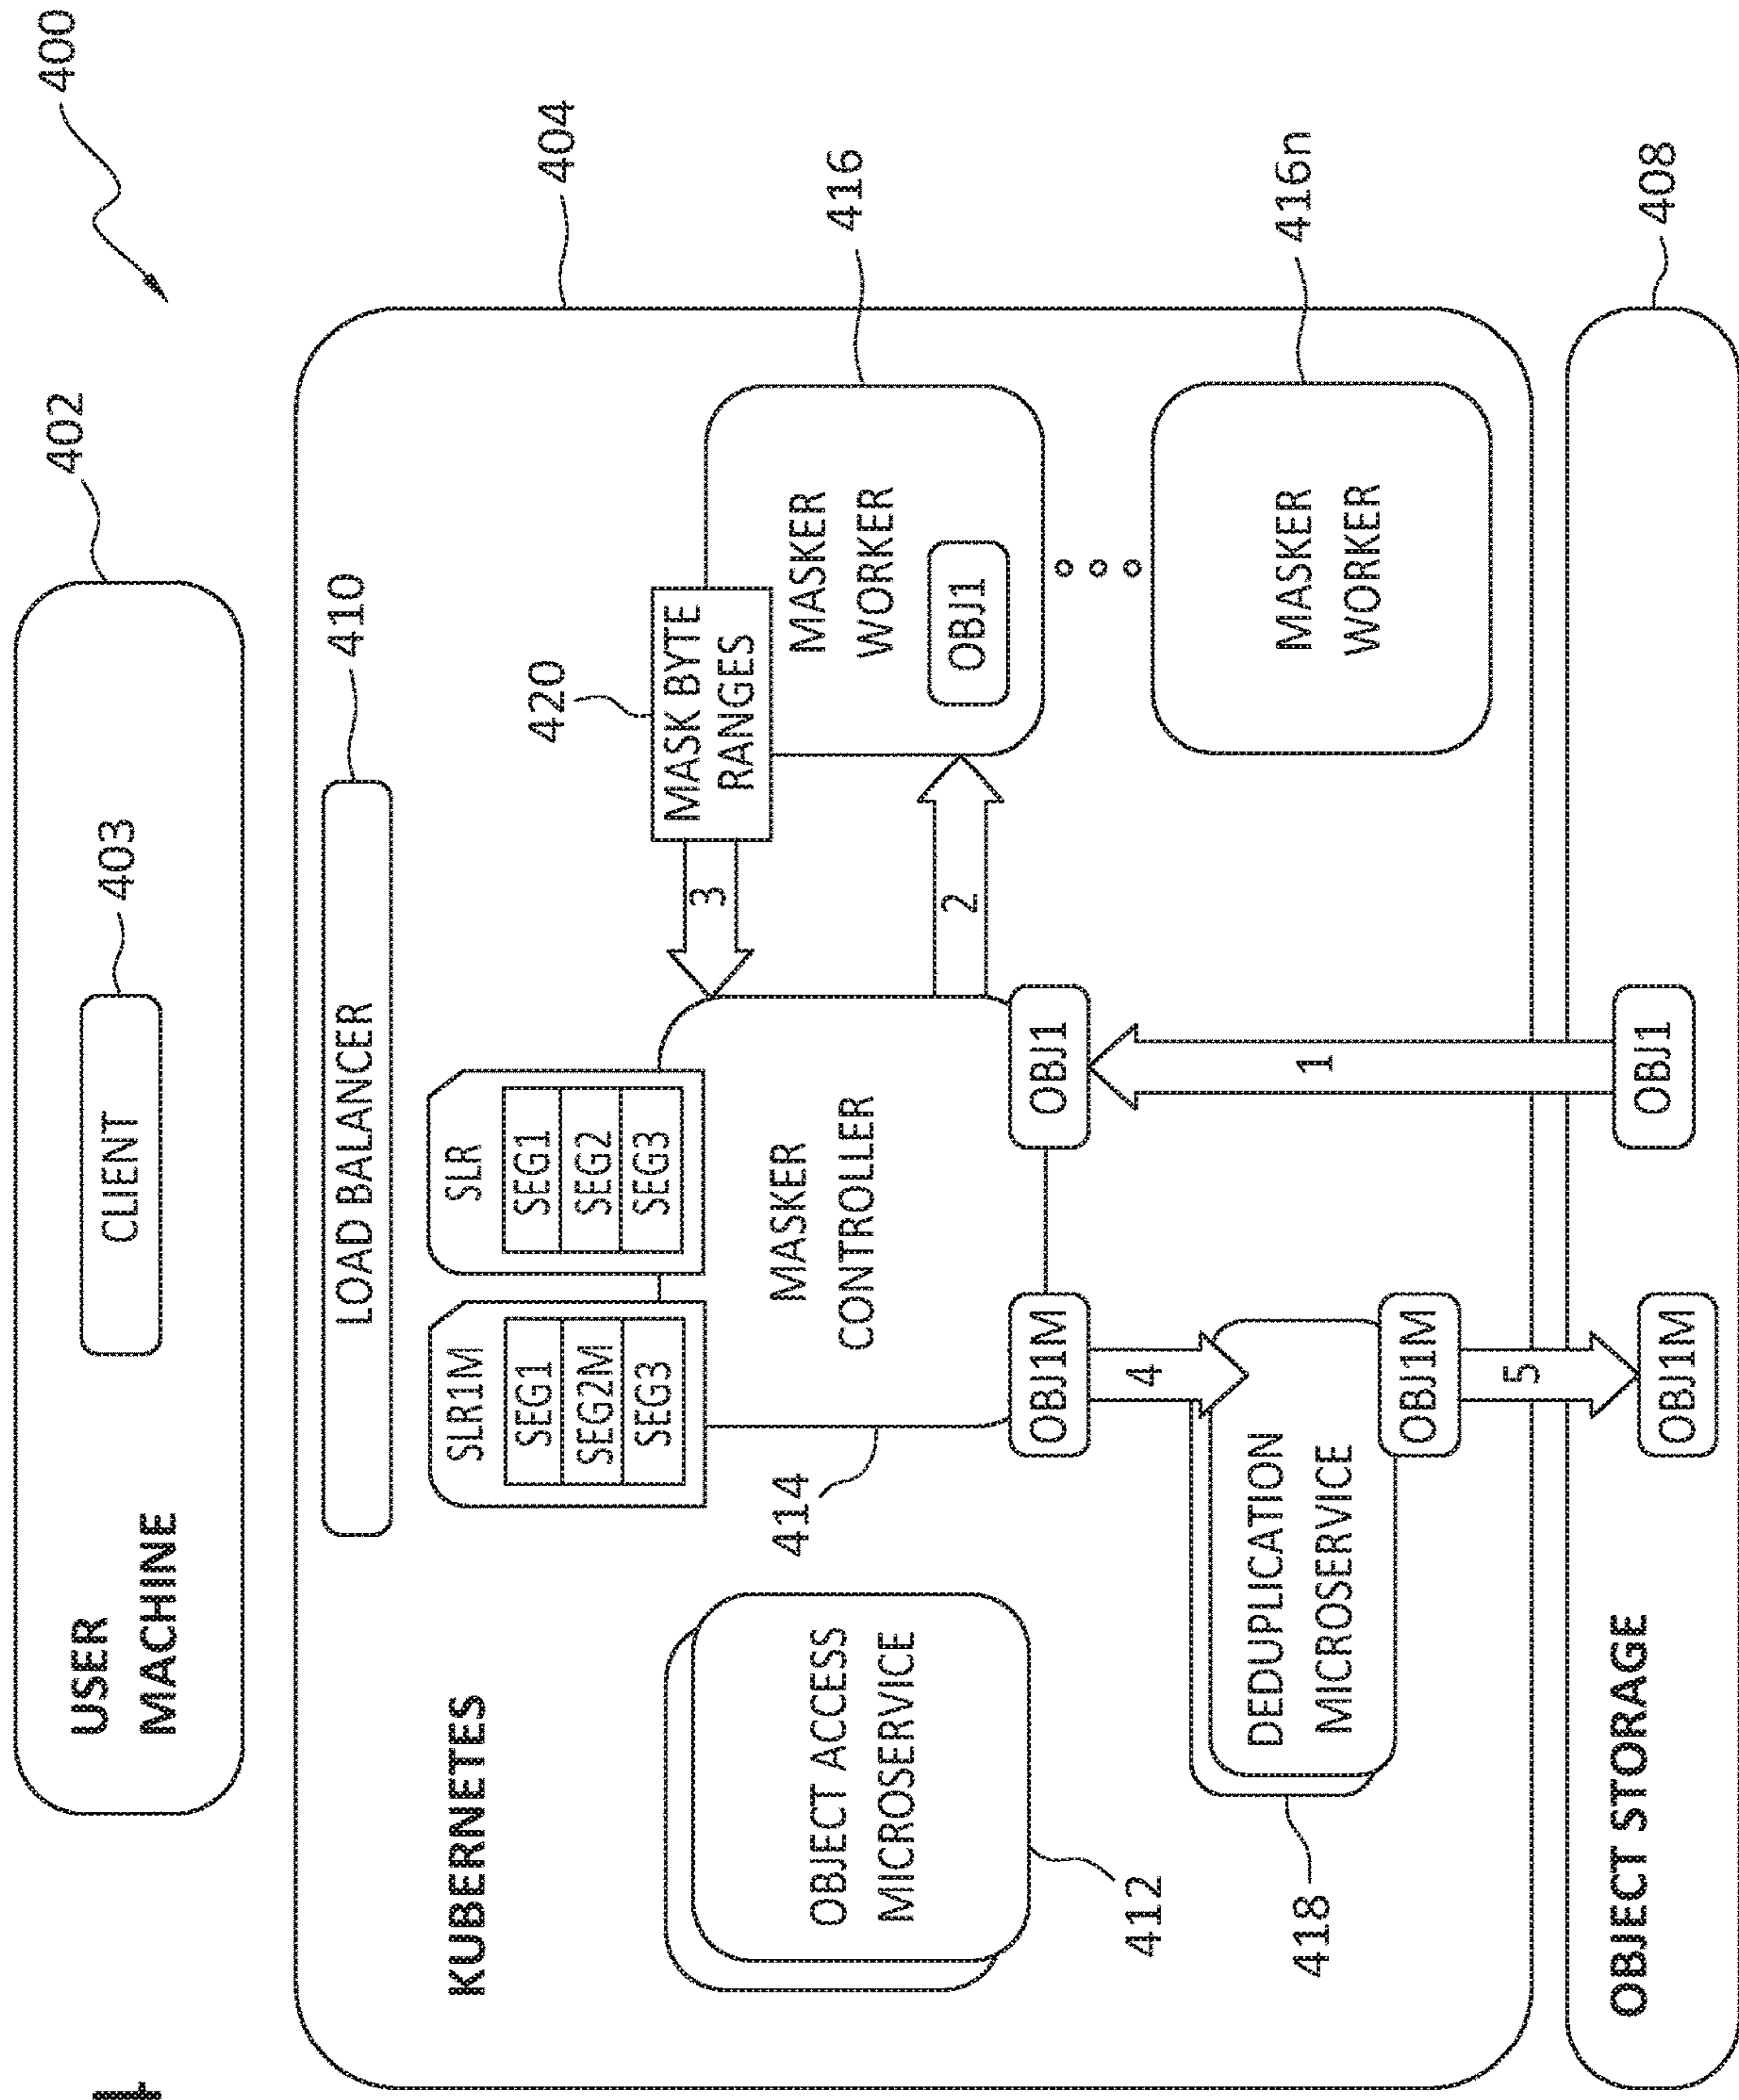 400
402
USER
MACHINE
CLIENT
403
404
LOAD BALANCER
410
KUBERNETES
SLR1M
SEG1
SEG2M
SEG3
SLR
SEG1
SEG2
SEG3
420
MASK BYTE
RANGES
3
OBJECT ACCESS
MICROSERVICE
412
MASKER
CONTROLLER
414
2
MASKER
WORKER
OBJ1
416
OBJ1M
OBJ1
4
1
DEDUPLICATION
MICROSERVICE
418
OBJ1M
5
MASKER
WORKER
416n
OBJECT STORAGE
OBJ1M
OBJ1
408